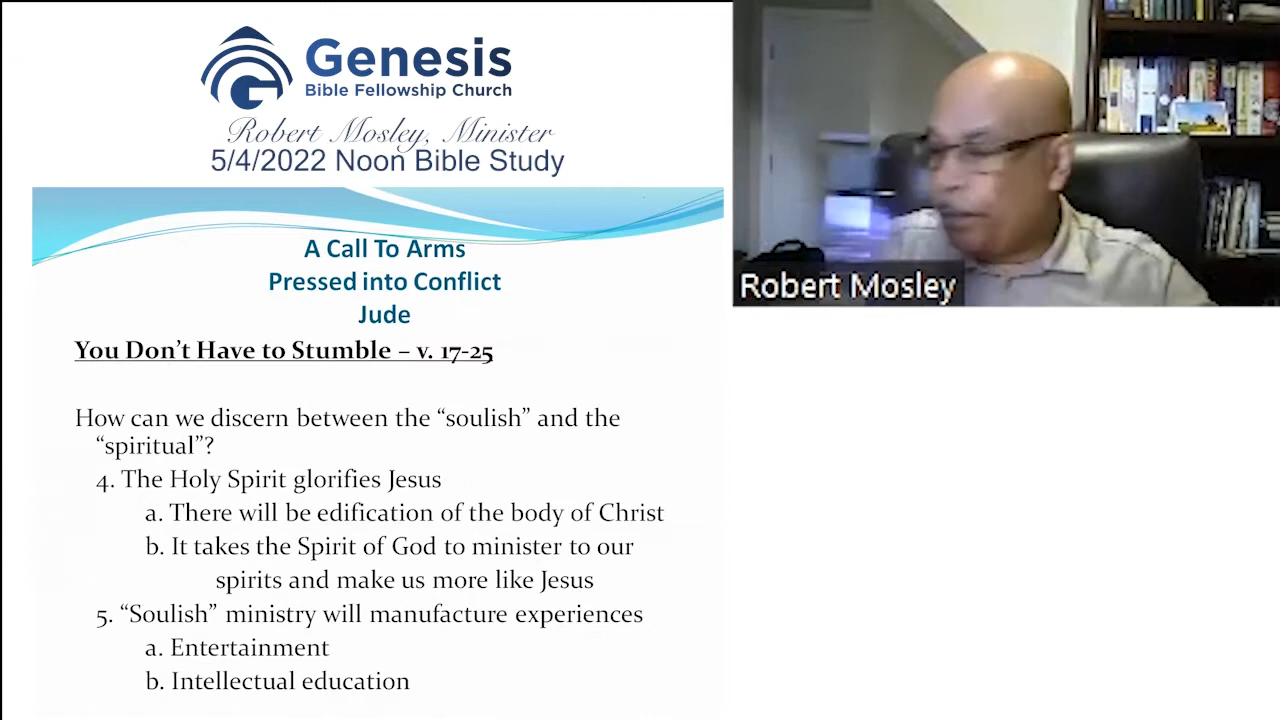 Genesis
Bible Fellowship Church
Robert Mosley, Minister
5/4/2022 Noon Bible Study
A Call To Arms
Pressed into Conflict
Jude
You Don't Have to Stumble – v. 17-25
How can we discern between the “soulish” and the
“spiritual”?
4. The Holy Spirit glorifies Jesus
a. There will be edification of the body of Christ
b. It takes the Spirit of God to minister to our
spirits and make us more like Jesus
5. “Soulish” ministry will manufacture experiences
a. Entertainment
b. Intellectual education
Robert Mosley